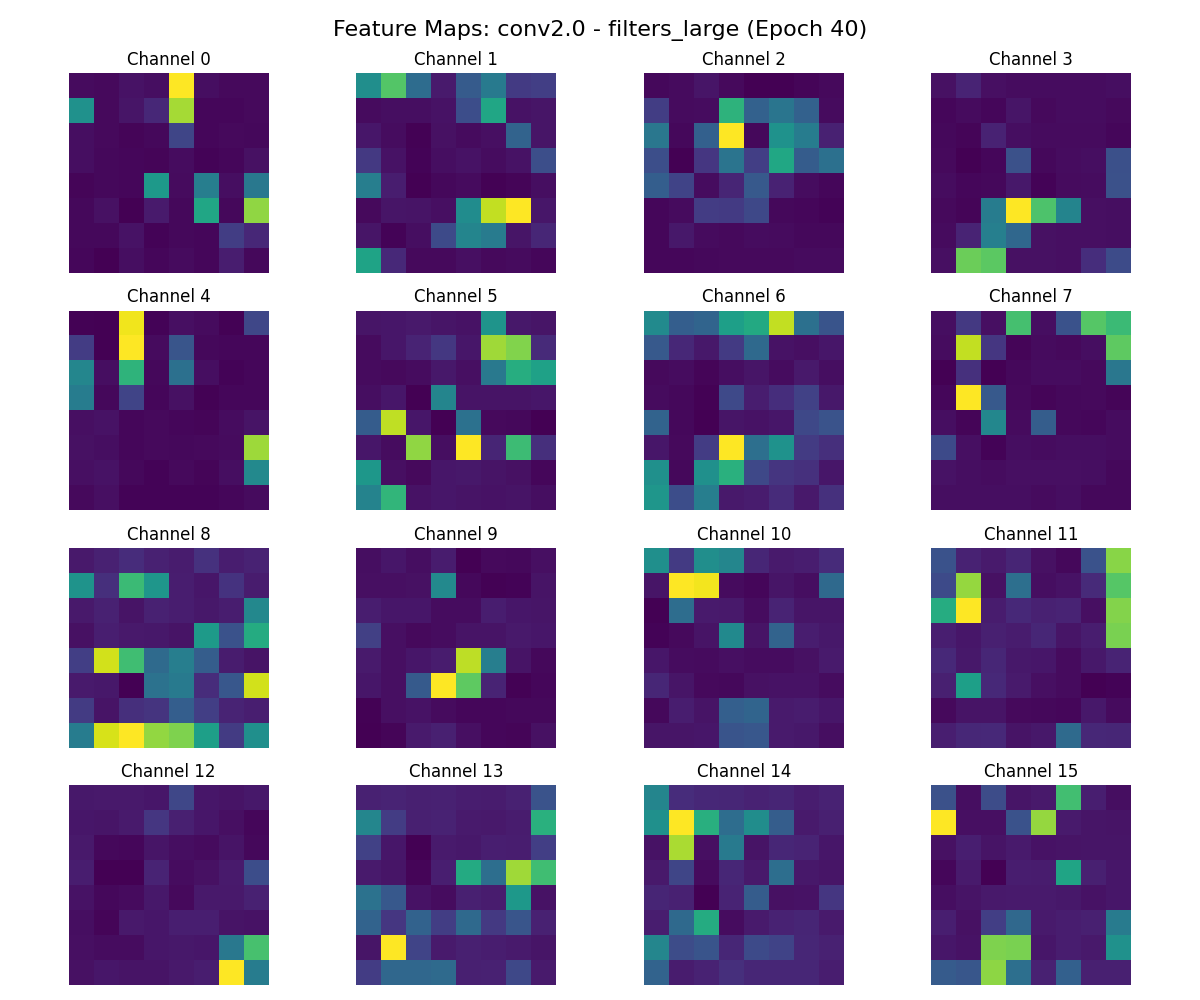 Feature Maps: conv2.0 - filters_large (Epoch 40)
Channel 0
Channel 1
Channel 2
Channel 3
Channel 4
Channel 5
Channel 6
Channel 7
Channel 8
Channel 9
Channel 10
Channel 11
Channel 12
Channel 13
Channel 14
Channel 15